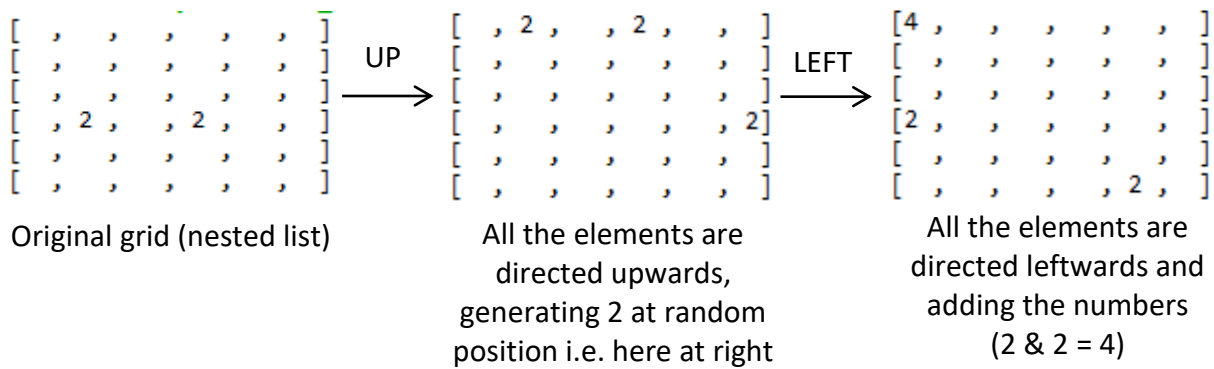 [  ,  ,  ,  ,  ,  ]
[  ,  ,  ,  ,  ,  ]
[  ,  ,  ,  ,  ,  ]
[  , 2 ,  , 2 ,  ,  ]
[  ,  ,  ,  ,  ,  ]
[  ,  ,  ,  ,  ,  ]
Original grid (nested list)
UP
[  , 2 ,  , 2 ,  ,  ]
[  ,  ,  ,  ,  ,  ]
[  ,  ,  ,  ,  ,  ]
[  ,  ,  ,  ,  , 2]
[  ,  ,  ,  ,  ,  ]
[  ,  ,  ,  ,  ,  ]
All the elements are
directed upwards,
generating 2 at random
position i.e. here at right
LEFT
[4 ,  ,  ,  ,  ,  ]
[  ,  ,  ,  ,  ,  ]
[  ,  ,  ,  ,  ,  ]
[2 ,  ,  ,  ,  ,  ]
[  ,  ,  ,  ,  ,  ]
[  ,  ,  ,  , 2 ,  ]
All the elements are
directed leftwards and
adding the numbers
(2 & 2 = 4)